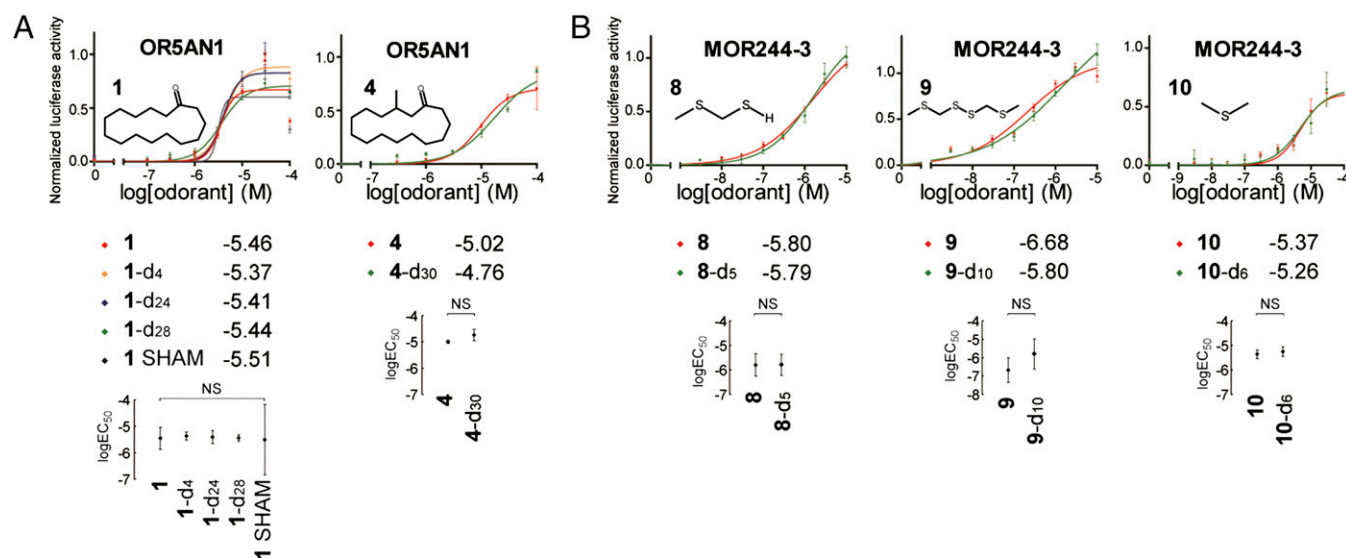 A
OR5AN1
1
O
Normalized luciferase activity
1.0
0.5
0.0
0
-7
-6
-5
-4
log[odorant] (M)
1 -5.46
1-d4 -5.37
1-d24 -5.41
1-d28 -5.44
1 SHAM -5.51
NS
logEC50
-4
-5
-6
-7
1
1-d4
1-d24
1-d28
1 SHAM
OR5AN1
4
O
1.0
0.5
0.0
0
-7
-6
-5
-4
log[odorant] (M)
4 -5.02
4-d30 -4.76
NS
logEC50
-4
-5
-6
-7
4
4-d30
B
MOR244-3
8
S
S
H
Normalized luciferase activity
1.0
0.5
0.0
0
-9
-8
-7
-6
-5
log[odorant] (M)
8 -5.80
8-d5 -5.79
NS
logEC50
-4
-5
-6
-7
8
8-d5
MOR244-3
9
S
S
S
S
1.0
0.5
0.0
0
-9
-8
-7
-6
-5
log[odorant] (M)
9 -6.68
9-d10 -5.80
NS
logEC50
-4
-5
-6
-7
-8
9
9-d10
MOR244-3
10
S
1.0
0.5
0.0
0
-9
-8
-7
-6
-5
-4
log[odorant] (M)
10 -5.37
10-d6 -5.26
NS
logEC50
-4
-5
-6
-7
10
10-d6